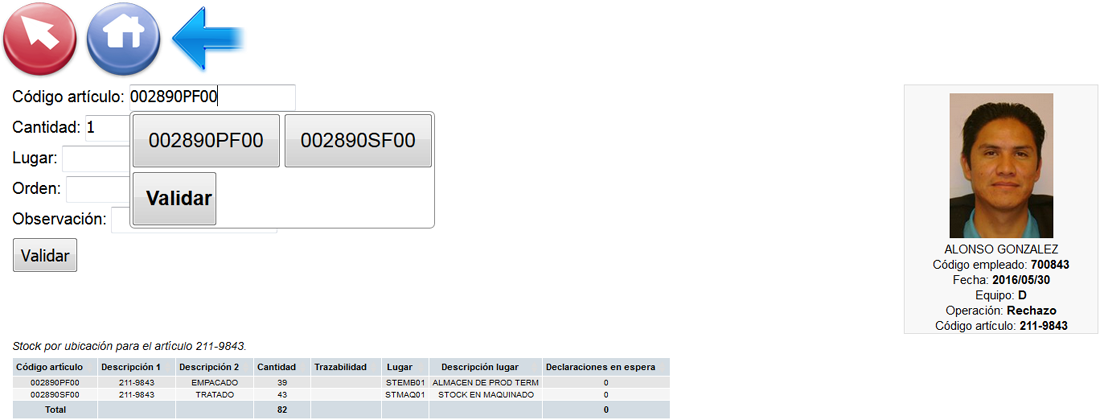 Código artículo: 002890PF00
Cantidad: 1
002890PF00 002890SF00
Lugar:
Orden:
Validar
Observación:
Validar
ALONSO GONZALEZ
Código empleado: 700843
Fecha: 2016/05/30
Equipo: D
Operación: Rechazo
Código artículo: 211-9843
Stock por ubicación para el artículo 211-9843.
Código artículo Descripción 1 Descripción 2 Cantidad Trazabilidad Lugar Descripción lugar Declaraciones en espera
002890PF00 211-9843 EMPACADO 39 STEMB01 ALMACEN DE PROD TERM 0
002890SF00 211-9843 TRATADO 43 STMAQ01 STOCK EN MAQUINADO 0
Total 82 0